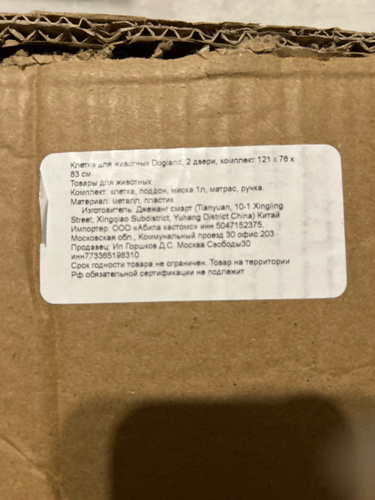 Клетка для животных Dogland, 2 двери, комплект 121 x 76 x
83 см
Товары для животных
Комплект: клетка, поддон, миска 1л, матрас, ручка.
Материал: металл, пластик
Изготовитель: Джежанг смарт (Tianyuan, 10-1 Xingling
Street, Xingqiao Subdistrict, Yuhang District,China) Китай
Импортер: ООО «Абила кастомс» инн 5047152375,
Московская обл., Коммунальный проезд 30 офис 203
Продавец: Ип Горшков Д.С. Москва Свободы30
инн773365198310
Срок годности товара не ограничен. Товар на территории
Рф обязательной сертификации не подлежит